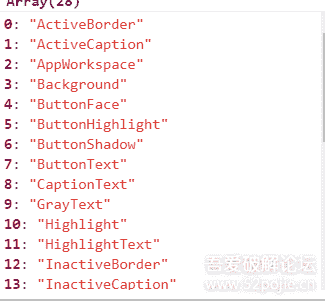 Array(28)
0: "ActiveBorder"
1: "ActiveCaption"
2: "AppWorkspace"
3: "Background"
4: "ButtonFace"
5: "ButtonHighlight"
6: "ButtonShadow"
7: "ButtonText"
8: "CaptionText"
9: "GrayText"
10: "Highlight"
11: "HighlightText"
12: "InactiveBorder"
13: "InactiveCaption"
吾爱破解论坛
www.52pojie.cn